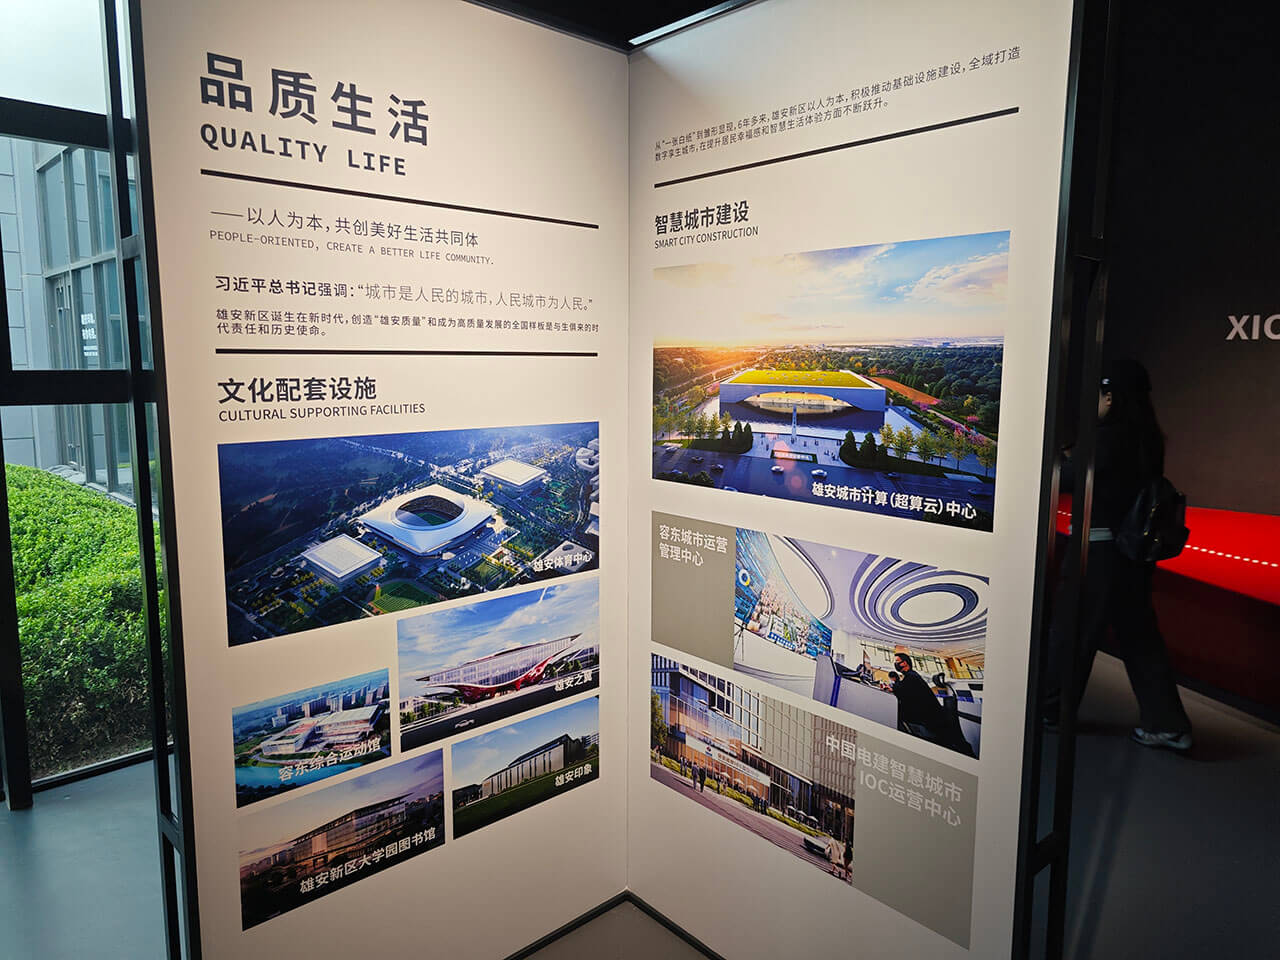 品质生活
QUALITY LIFE
——以人为本，共创美好生活共同体
PEOPLE-ORIENTED, CREATE A BETTER LIFE COMMUNITY.
习近平总书记强调：“城市是人民的城市，人民城市为人民。”
雄安新区诞生在新时代，创造“雄安质量”和成为高质量发展的全国样板是与生俱来的时
代责任和历史使命。
文化配套设施
CULTURAL SUPPORTING FACILITIES
雄安体育中心
雄安之翼
容东综合运动馆
雄安印象
雄安新区大学园图书馆
从“一张白纸”到雏形显现，6年多来，雄安新区以人为本，积极推动基础设施建设，全域打造
数字孪生城市，在提升居民幸福感和智慧生活体验方面不断跃升。
智慧城市建设
SMART CITY CONSTRUCTION
雄安城市计算（超算云）中心
容东城市运营
管理中心
中国电建智慧城市
IOC运营中心
XIO